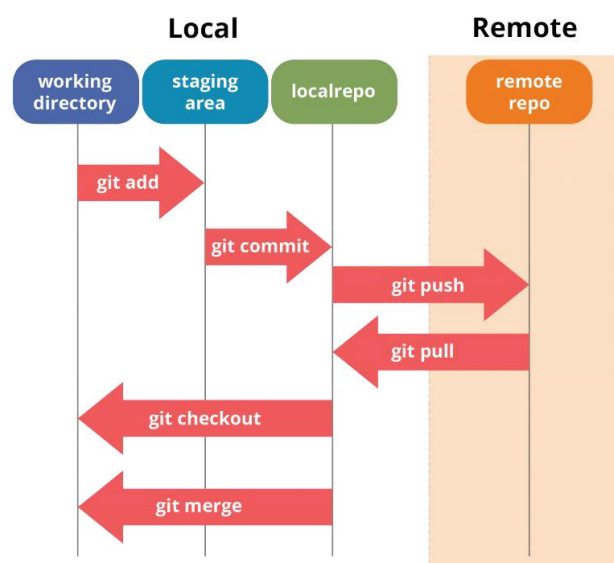 Local
Remote
working
directory
staging
area
localrepo
remote
repo
git add
git commit
git push
git pull
git checkout
git merge